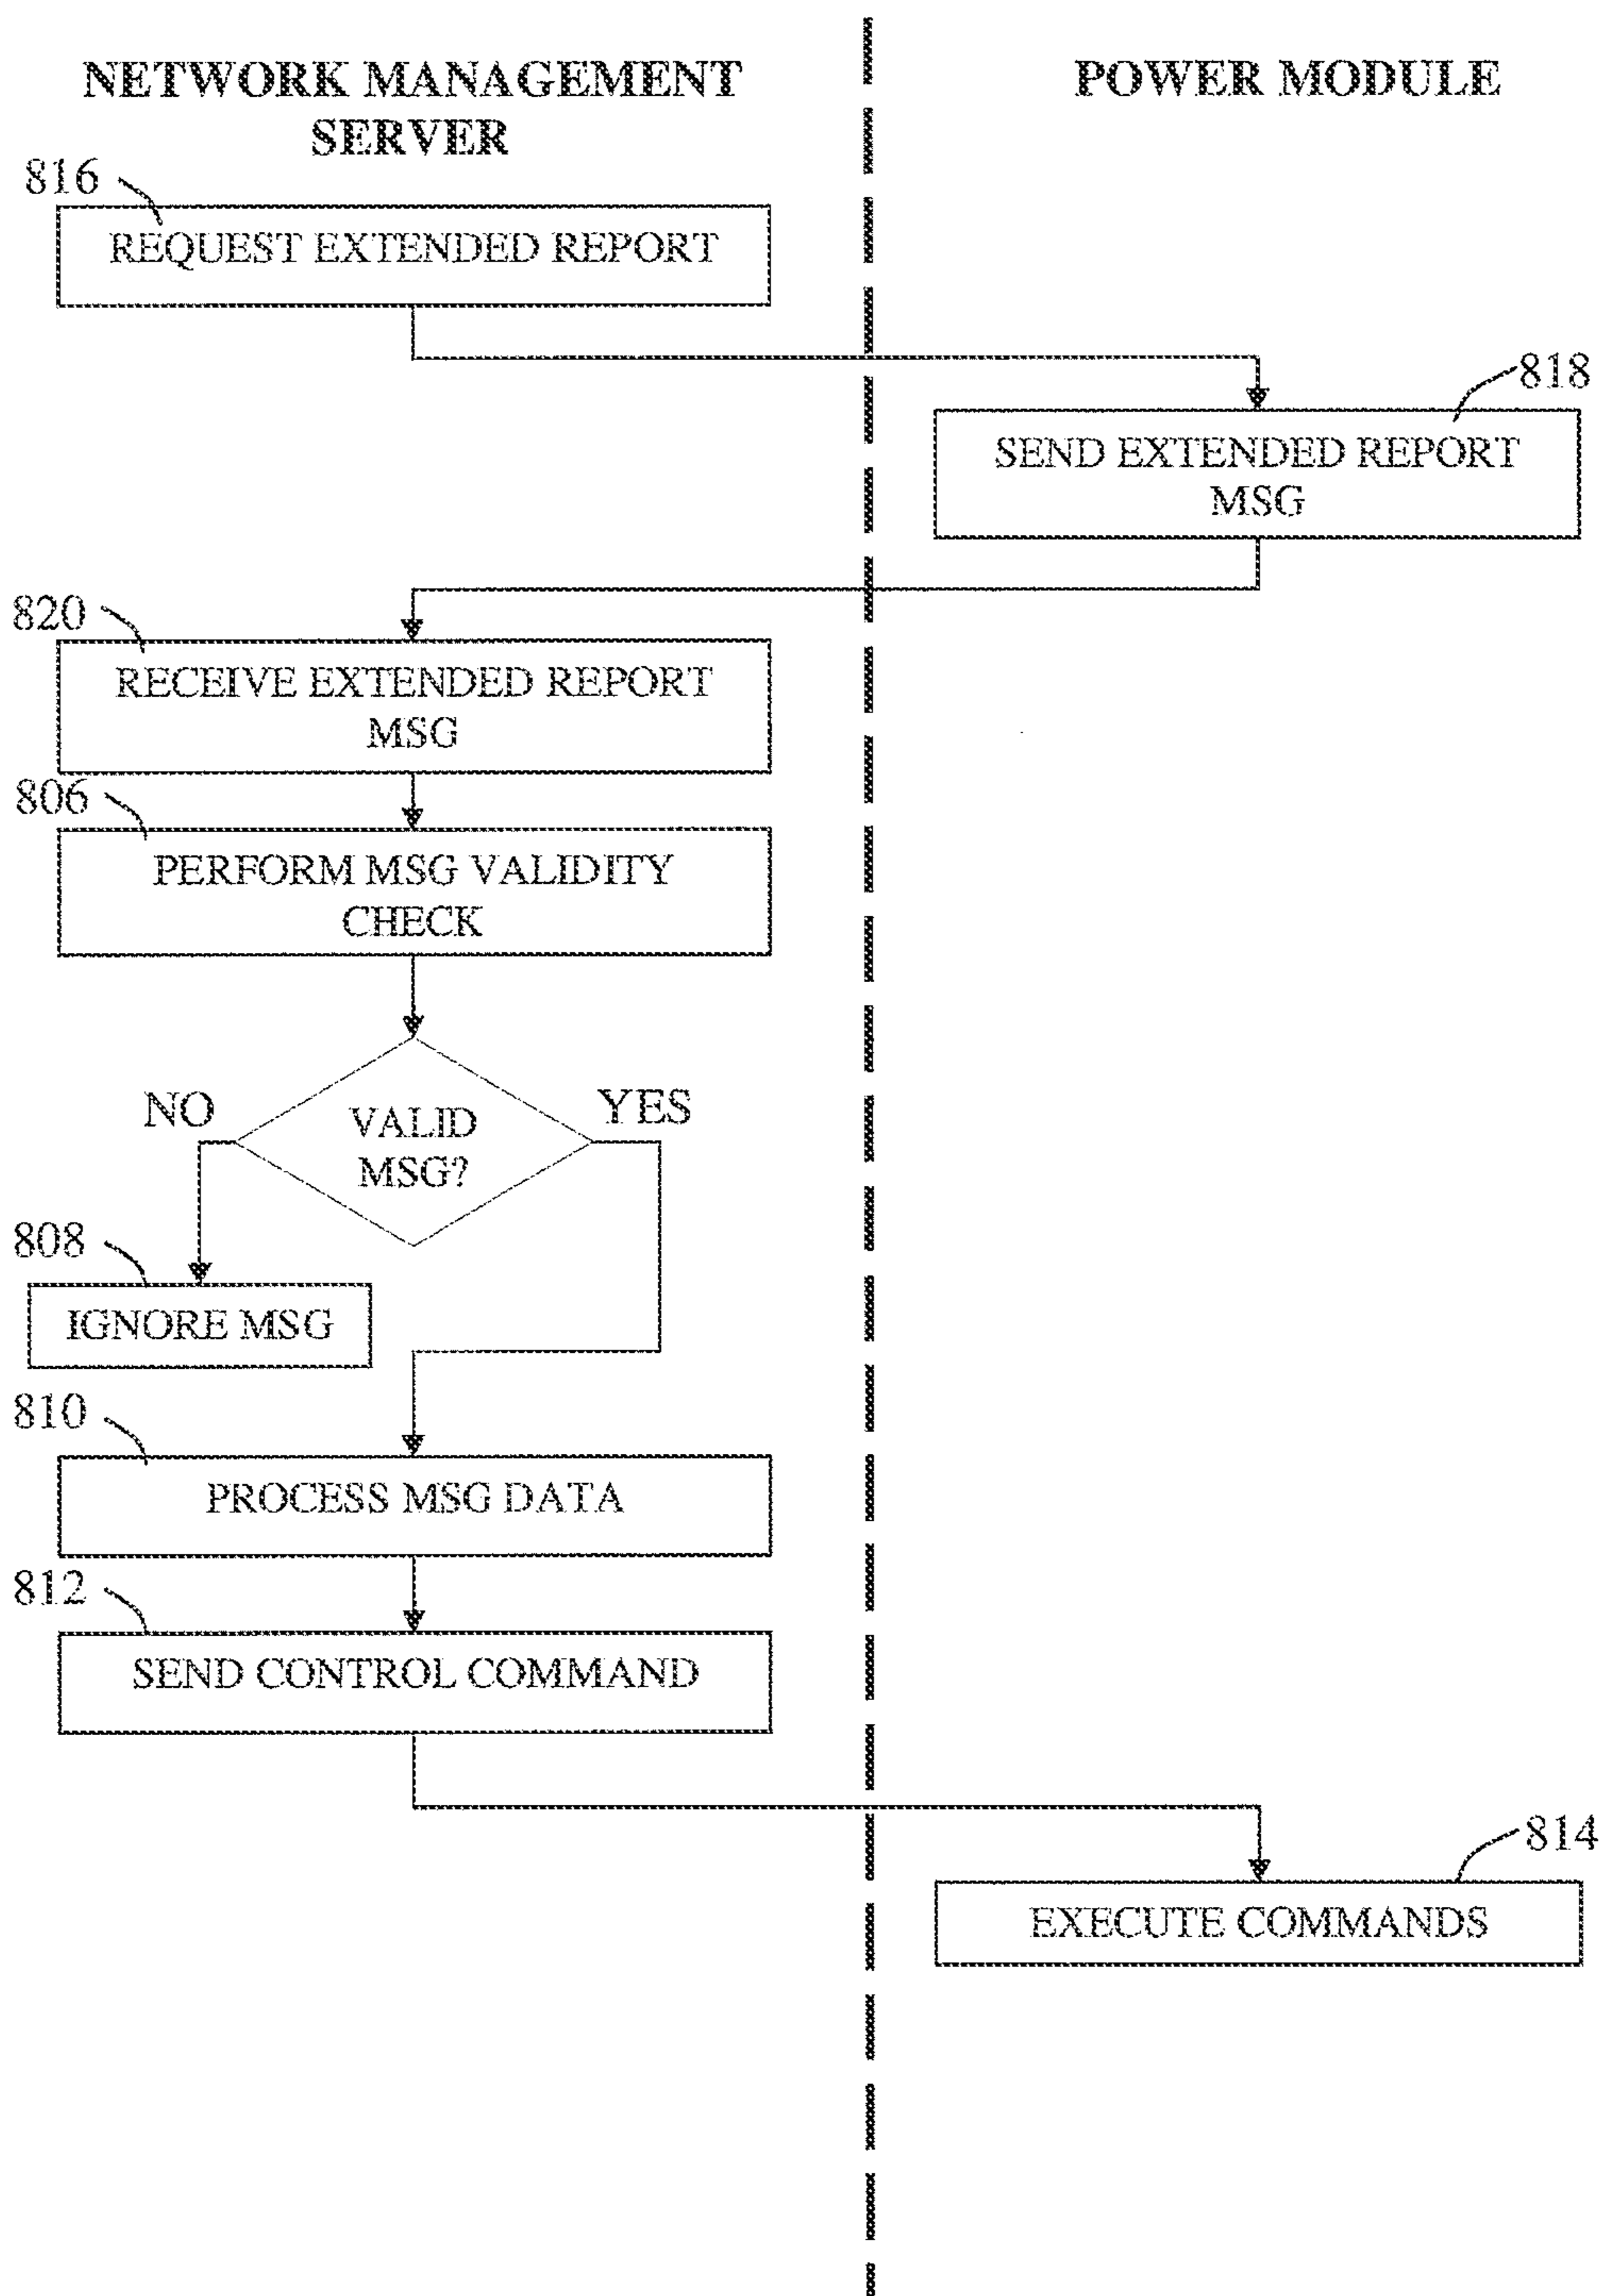 NETWORK MANAGEMENT
SERVER
POWER MODULE
816
REQUEST EXTENDED REPORT
818
SEND EXTENDED REPORT
MSG
820
RECEIVE EXTENDED REPORT
MSG
806
PERFORM MSG VALIDITY
CHECK
NO
YES
VALID
MSG?
808
IGNORE MSG
810
PROCESS MSG DATA
812
SEND CONTROL COMMAND
814
EXECUTE COMMANDS